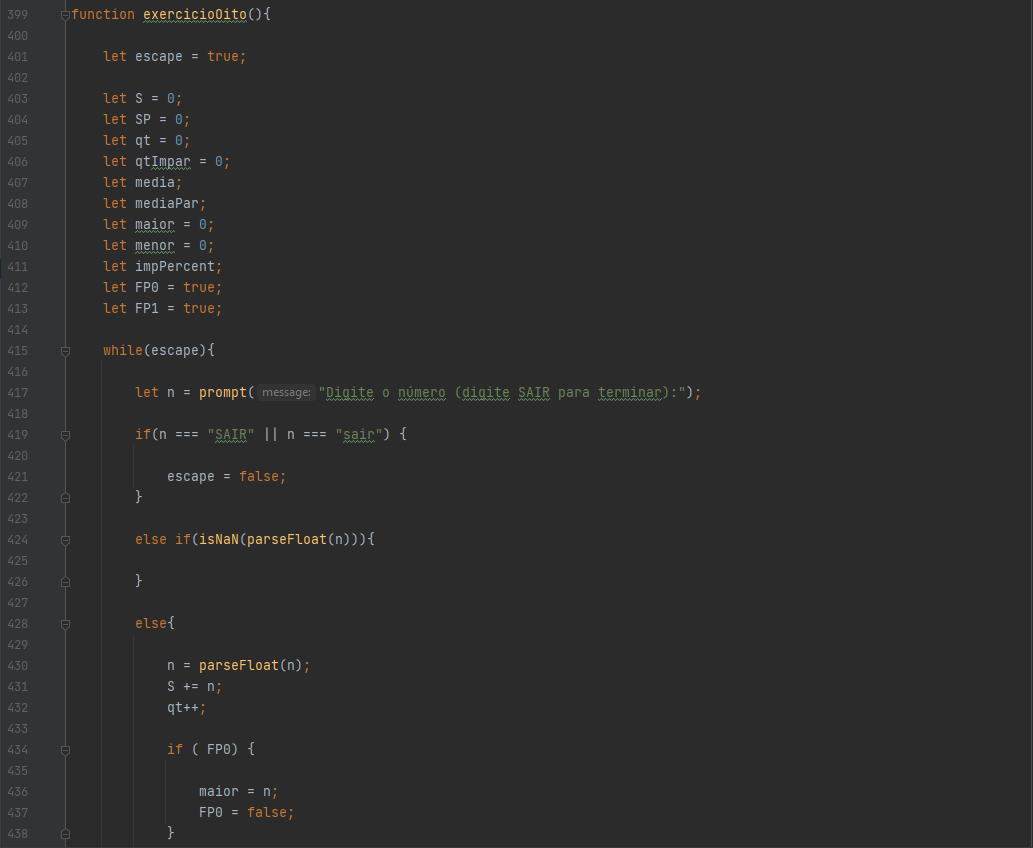 399 function exercicioOito(){
400
401 let escape = true;
402
403 let S = 0;
404 let SP = 0;
405 let qt = 0;
406 let qtImpar = 0;
407 let media;
408 let mediaPar;
409 let maior = 0;
410 let menor = 0;
411 let impPercent;
412 let FP0 = true;
413 let FP1 = true;
414
415 while(escape){
416
417 let n = prompt( message: "Digite o número (digite SAIR para terminar):");
418
419 if(n === "SAIR" || n === "sair") {
420
421 escape = false;
422 }
423
424 else if(isNaN(parseFloat(n))){
425
426 }
427
428 else{
429
430 n = parseFloat(n);
431 S += n;
432 qt++;
433
434 if ( FP0) {
435
436 maior = n;
437 FP0 = false;
438 }